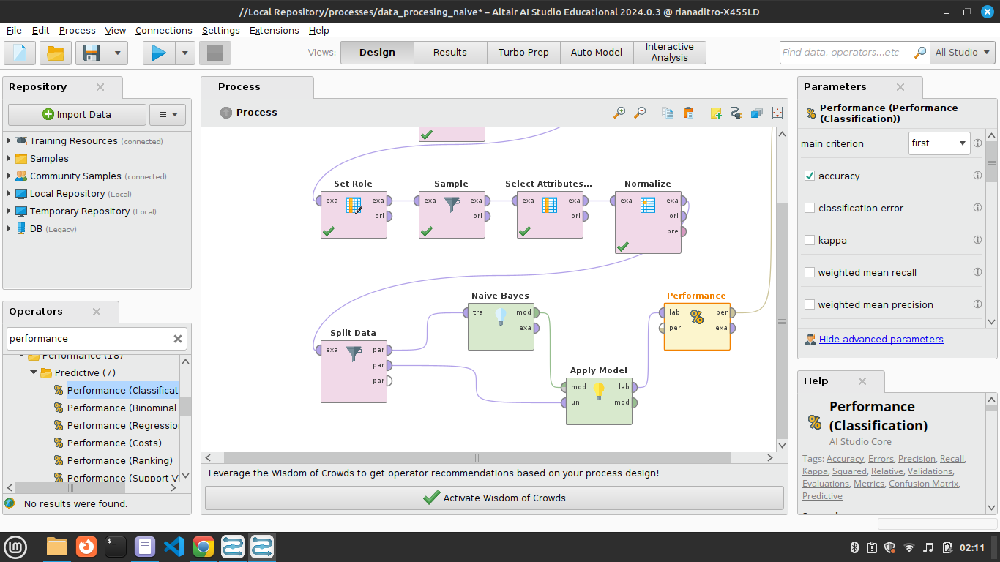 //Local Repository/processes/data_procesing_naive* – Altair AI Studio Educational 2024.0.3 @ rianaditro-X455LD
File Edit Process View Connections Settings Extensions Help
Views: Design Results Turbo Prep Auto Model Interactive Analysis
Find data, operators...etc All Studio
Repository
Import Data
Training Resources (connected)
Samples
Community Samples (connected)
Local Repository (Local)
Temporary Repository (Local)
DB (Legacy)
Operators
performance
Performance (18)
Predictive (7)
Performance (Classificat
Performance (Binominal
Performance (Regression
Performance (Costs)
Performance (Ranking)
Performance (Support Ve
No results were found.
Process
Process
Set Role Sample Select Attributes... Normalize
exa exa exa exa exa exa exa exa
ori ori ori ori
pre
Naive Bayes Performance
tra mod lab per
exa per exa
Split Data
exa par
par
par
Apply Model
mod lab
unl mod
Leverage the Wisdom of Crowds to get operator recommendations based on your process design!
Activate Wisdom of Crowds
Parameters
Performance (Performance
(Classification))
main criterion first
accuracy
classification error
kappa
weighted mean recall
weighted mean precision
Hide advanced parameters
Help
Performance
(Classification)
AI Studio Core
Tags: Accuracy, Errors, Precision, Recall,
Kappa, Squared, Relative, Validations,
Evaluations, Metrics, Confusion Matrix,
Predictive
02:11